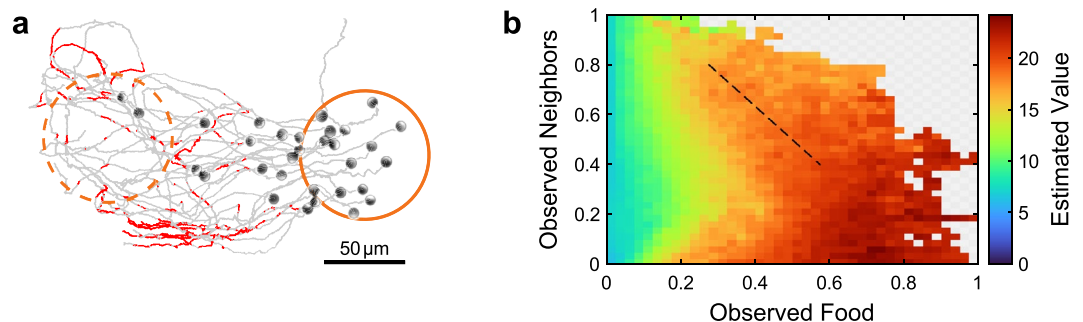 a
50 µm
b
Observed Neighbors
1
0.8
0.6
0.4
0.2
0
0 0.2 0.4 0.6 0.8 1
Observed Food
20
15
10
5
0
Estimated Value